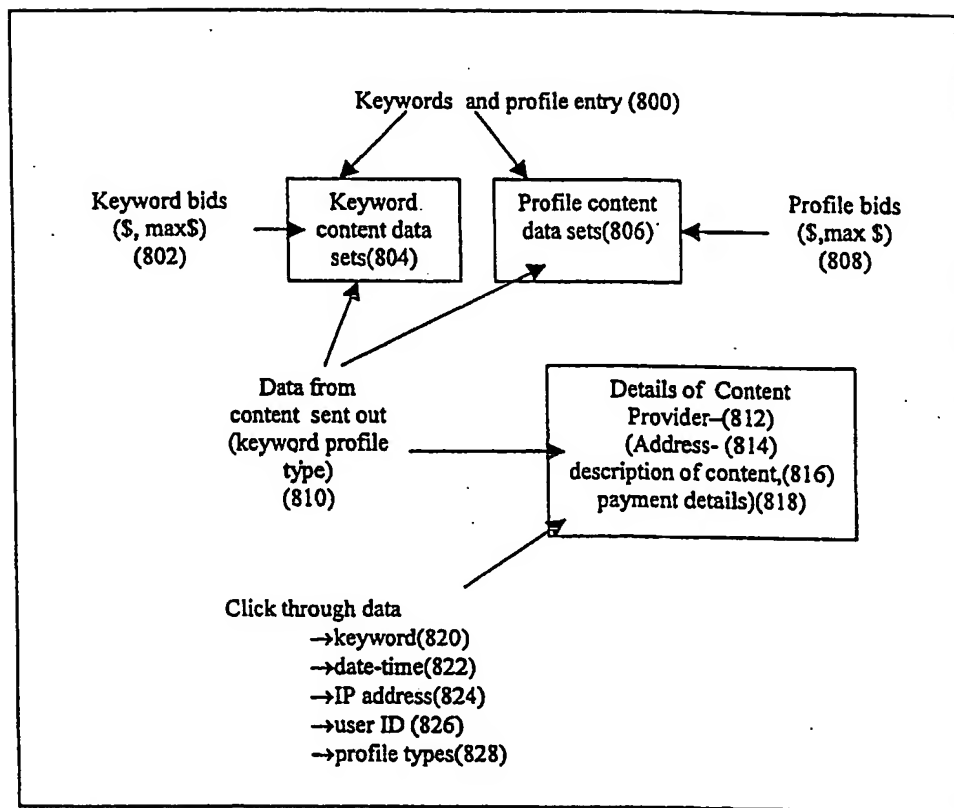 Keywords and profile entry (800)
Keyword bids
($, max$)
(802)
Keyword.
content data
sets(804)
Profile content
data sets(806)
Profile bids
($,max $)
(808)
Data from
content sent out
(keyword profile
type)
(810)
Details of Content
Provider–(812)
(Address- (814)
description of content,(816)
payment details)(818)
Click through data
→keyword(820)
→date-time(822)
→IP address(824)
→user ID (826)
→profile types(828)